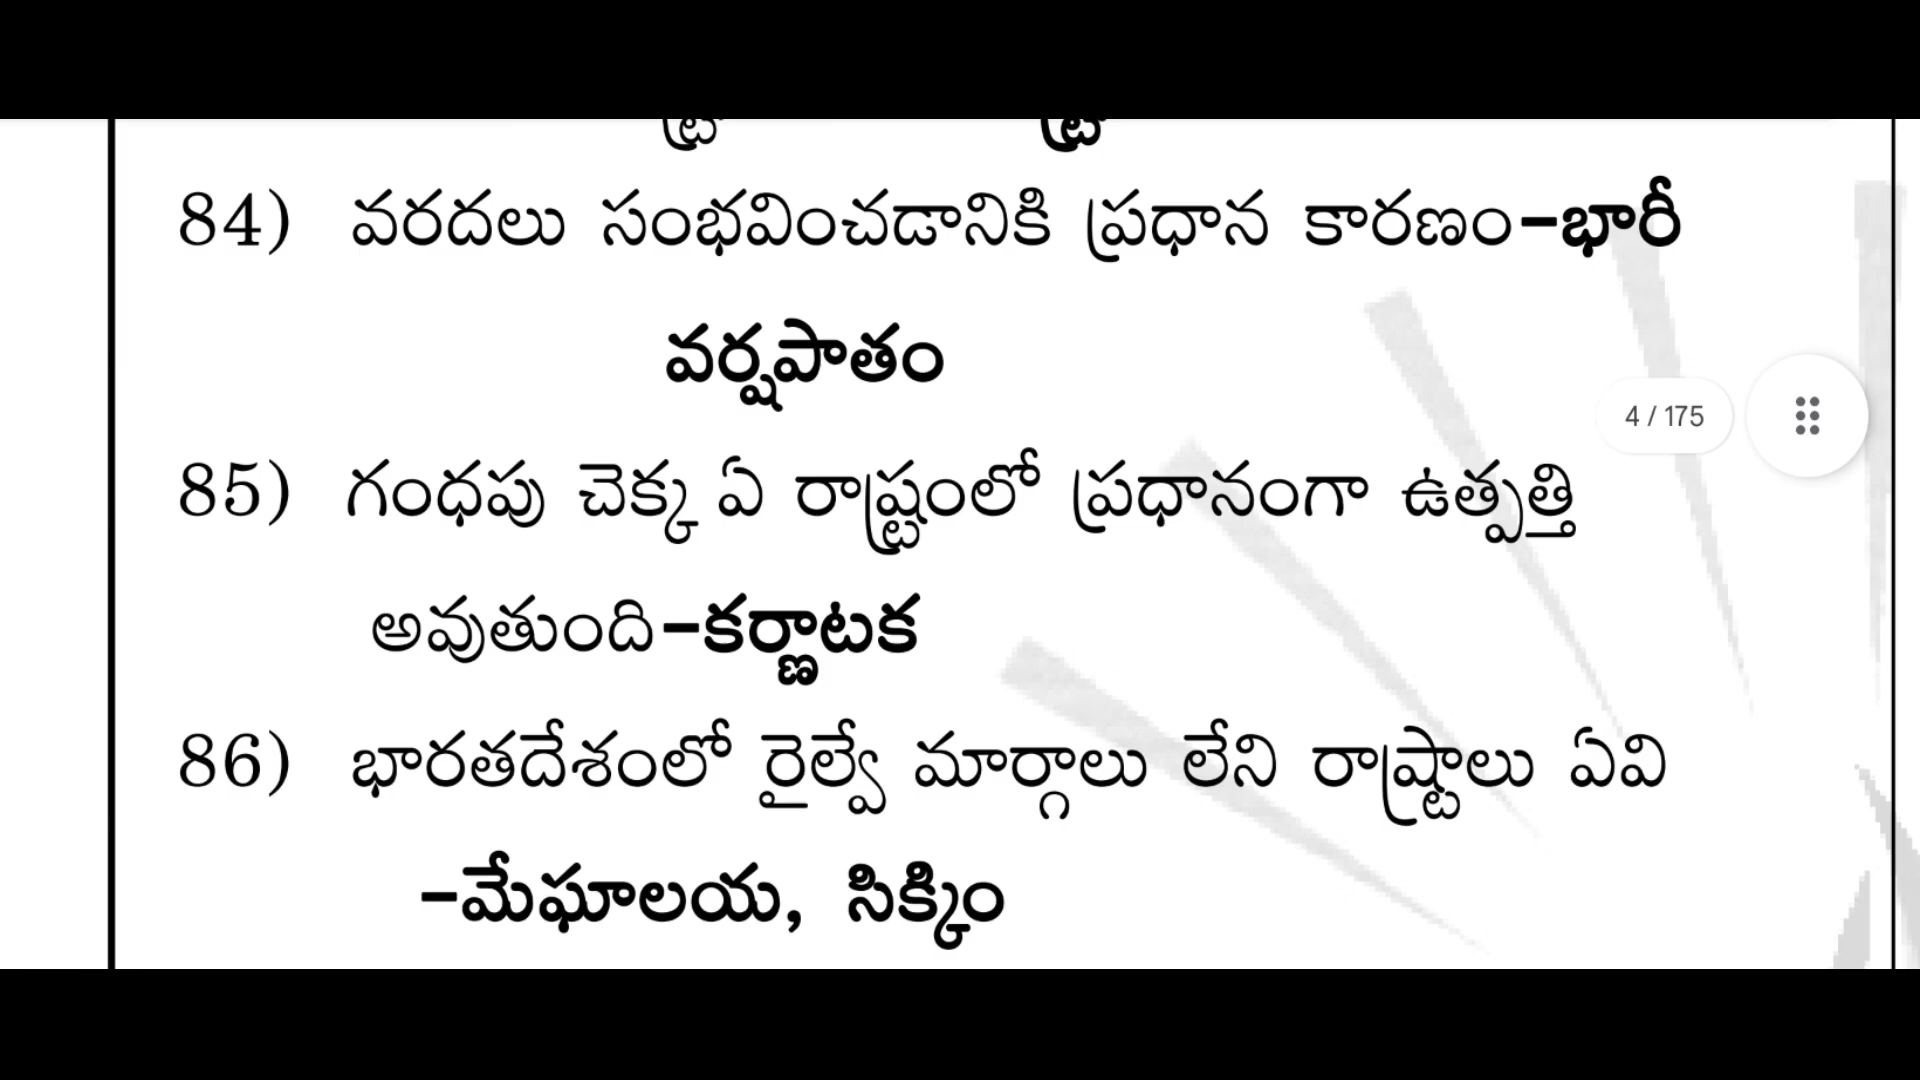 84) వరదలు సంభవించడానికి ప్రధాన కారణం-భారీ
వర్షపాతం
4 / 175
85) గంధపు చెక్క ఏ రాష్ట్రంలో ప్రధానంగా ఉత్పత్తి
అవుతుంది-కర్ణాటక
86) భారతదేశంలో రైల్వే మార్గాలు లేని రాష్ట్రాలు ఏవి
-మేఘాలయ, సిక్కిం